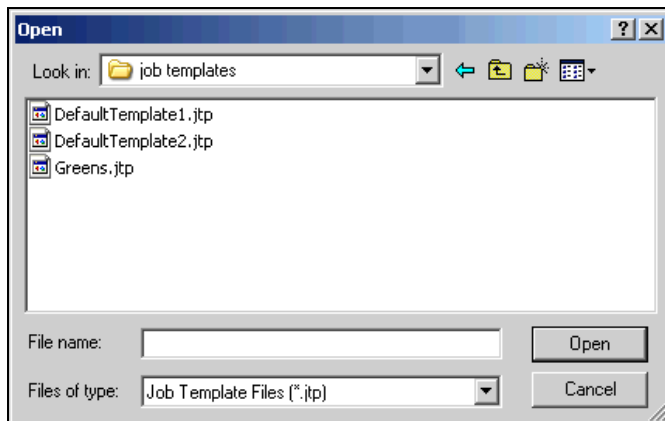 Open
Look in: job templates
DefaultTemplate1.jtp
DefaultTemplate2.jtp
Greens.jtp
File name: Open
Files of type: Job Template Files (*.jtp) Cancel